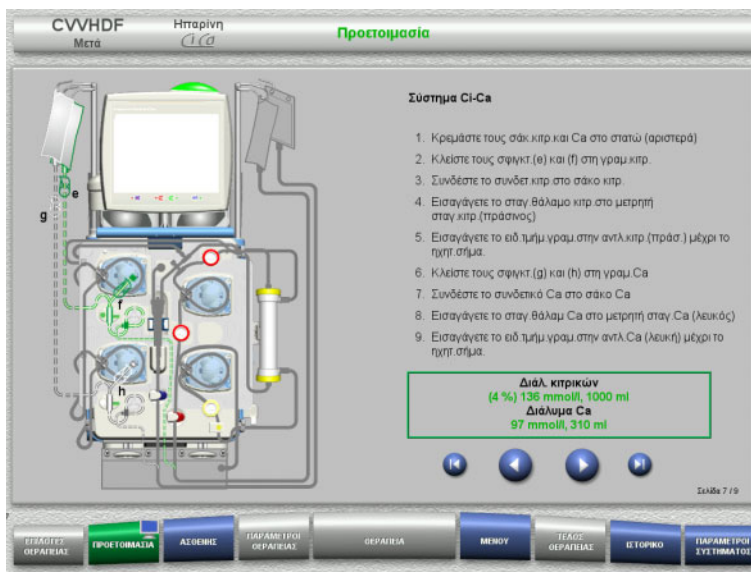 CVVHDF
Μετά
Ηπαρίνη
Ci Ca
Προετοιμασία
Σύστημα Ci-Ca
1. Κρεμάστε τους σάκ.κιτρ.και Ca στο στατώ (αριστερά)
2. Κλείστε τους σφιγκτ.(e) και (f) στη γραμ.κιτρ.
3. Συνδέστε το συνδετ.κιτρ.στο σάκο κιτρ.
4. Εισαγάγετε το σταγ.θάλαμο κιτρ.στο μετρητή
σταγ.κιτρ.(πράσινος)
5. Εισαγάγετε το ειδ.τμήμ.γραμ.στην αντλ.κιτρ.(πράσ.) μέχρι το
ηχητ.σήμα.
6. Κλείστε τους σφιγκτ.(g) και (h) στη γραμ.Ca
7. Συνδέστε το συνδετικό Ca στο σάκο Ca
8. Εισαγάγετε το σταγ.θάλαμ Ca στο μετρητή σταγ.Ca (λευκός)
9. Εισαγάγετε το ειδ.τμήμ.γραμ.στην αντλ.Ca (λευκή) μέχρι το
ηχητ.σήμα.
e
g
f
h
Διάλ. κιτρικών
(4 %) 136 mmol/l, 1000 ml
Διάλυμα Ca
97 mmol/l, 310 ml
Σελίδα 7 / 9
ΕΠΙΛΟΓΕΣ
ΘΕΡΑΠΕΙΑΣ
ΠΡΟΕΤΟΙΜΑΣΙΑ
ΑΣΘΕΝΗΣ
ΠΑΡΑΜΕΤΡΟΙ
ΘΕΡΑΠΕΙΑΣ
ΘΕΡΑΠΕΙΑ
ΜΕΝΟΥ
ΤΕΛΟΣ
ΘΕΡΑΠΕΙΑΣ
ΙΣΤΟΡΙΚΟ
ΠΑΡΑΜΕΤΡΟΙ
ΣΥΣΤΗΜΑΤΟΣ